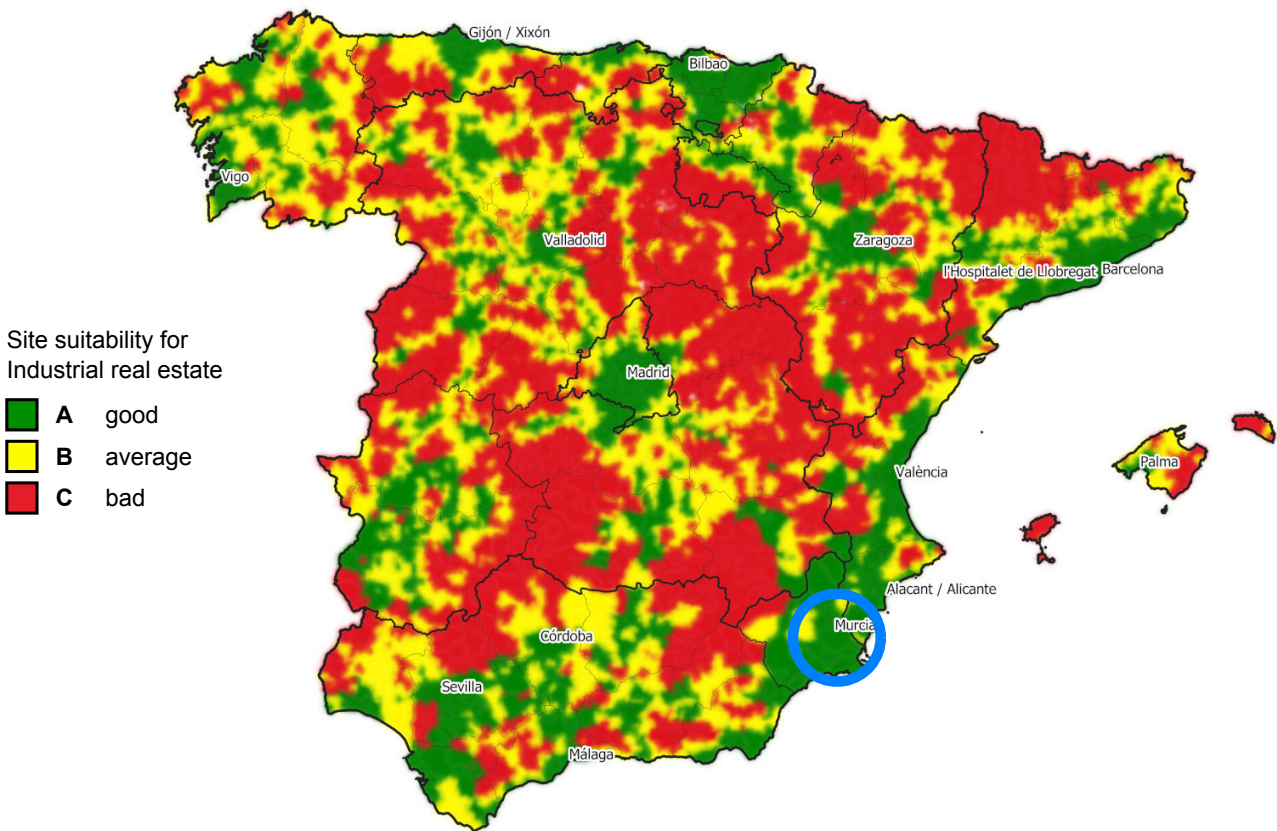 Gijón / Xixón
Bilbao
Vigo
Valladolid
Zaragoza
l'Hospitalet de Llobregat
Barcelona
Site suitability for
Industrial real estate
A good
B average
C bad
Madrid
Palma
València
Alacant / Alicante
Murcia
Córdoba
Sevilla
Málaga